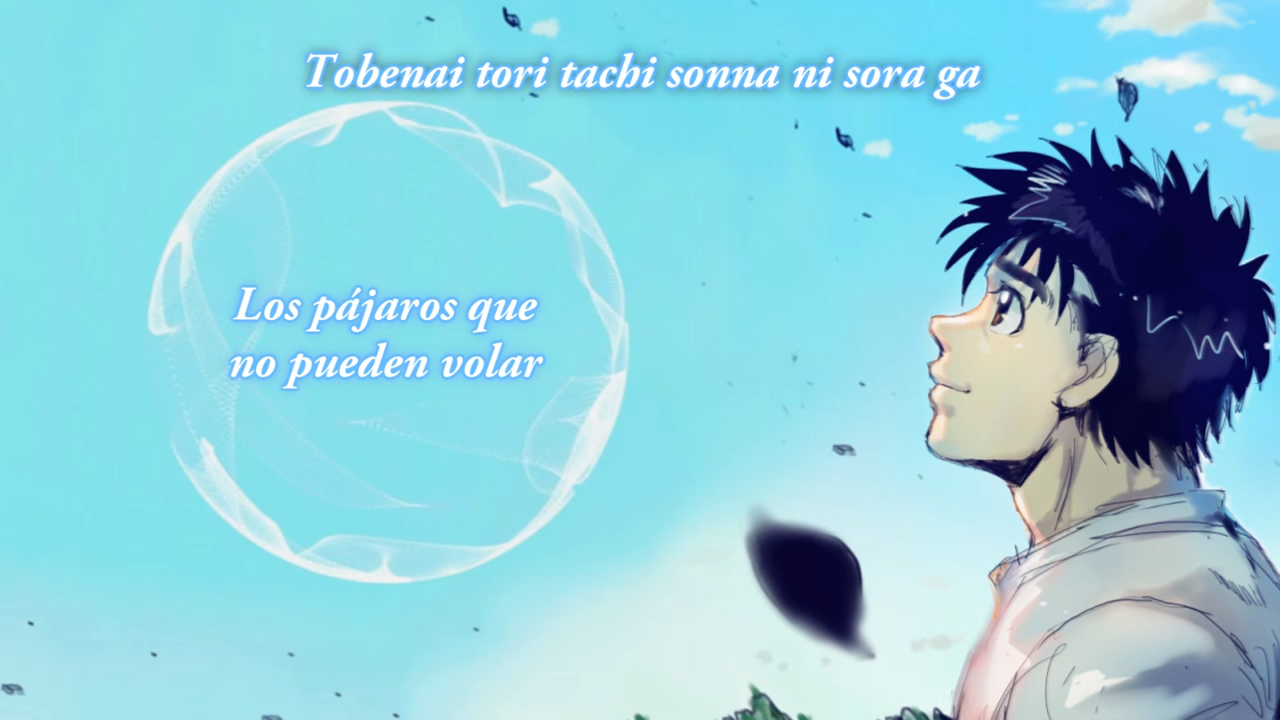 Tobenai tori tachi sonna ni sora ga
Los pájaros que
no pueden volar